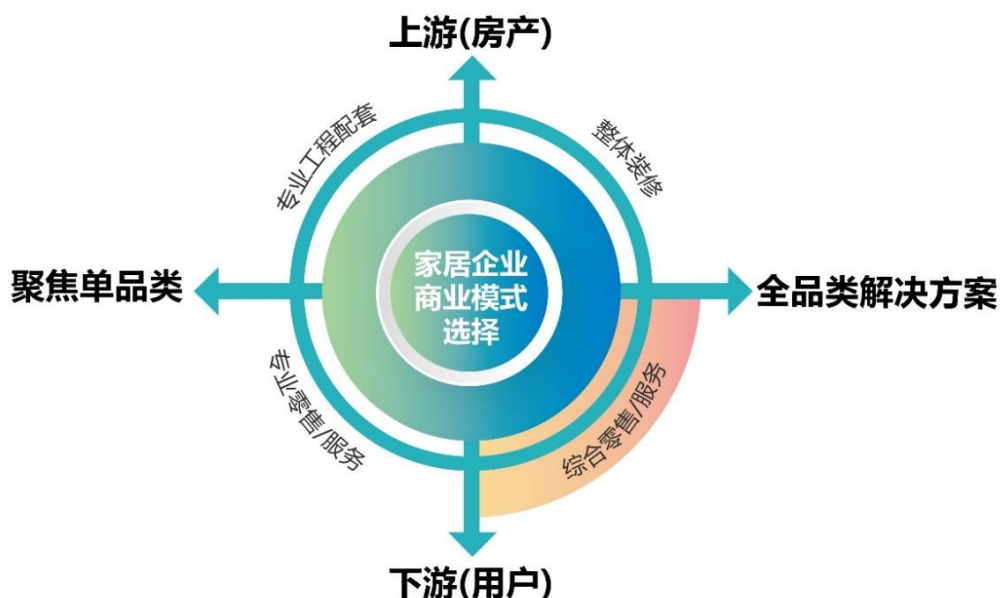 上游(房产)
专业工程配套
整体装修
聚焦单品类
家居企业
商业模式
选择
全品类解决方案
专业零售/服务
综合零售/服务
下游(用户)